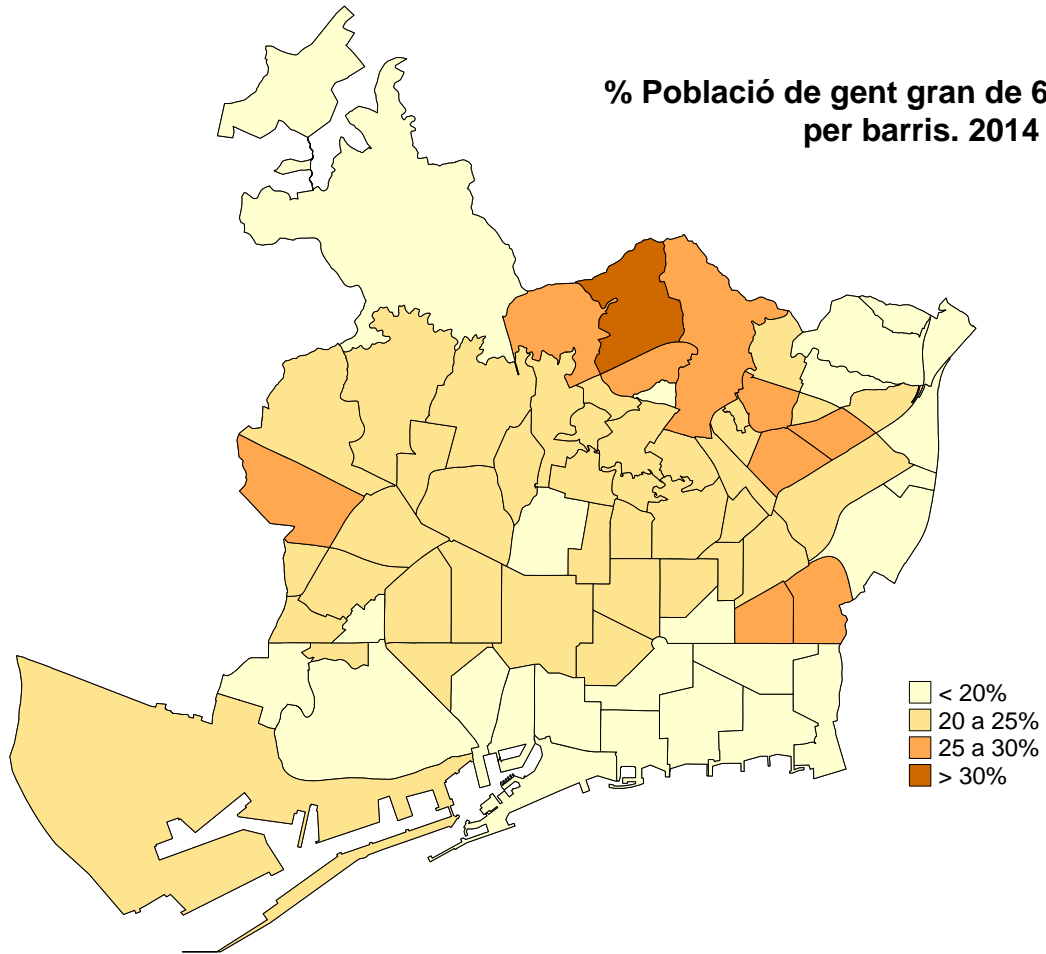 % Població de gent gran de 6
per barris. 2014
< 20%
20 a 25%
25 a 30%
> 30%